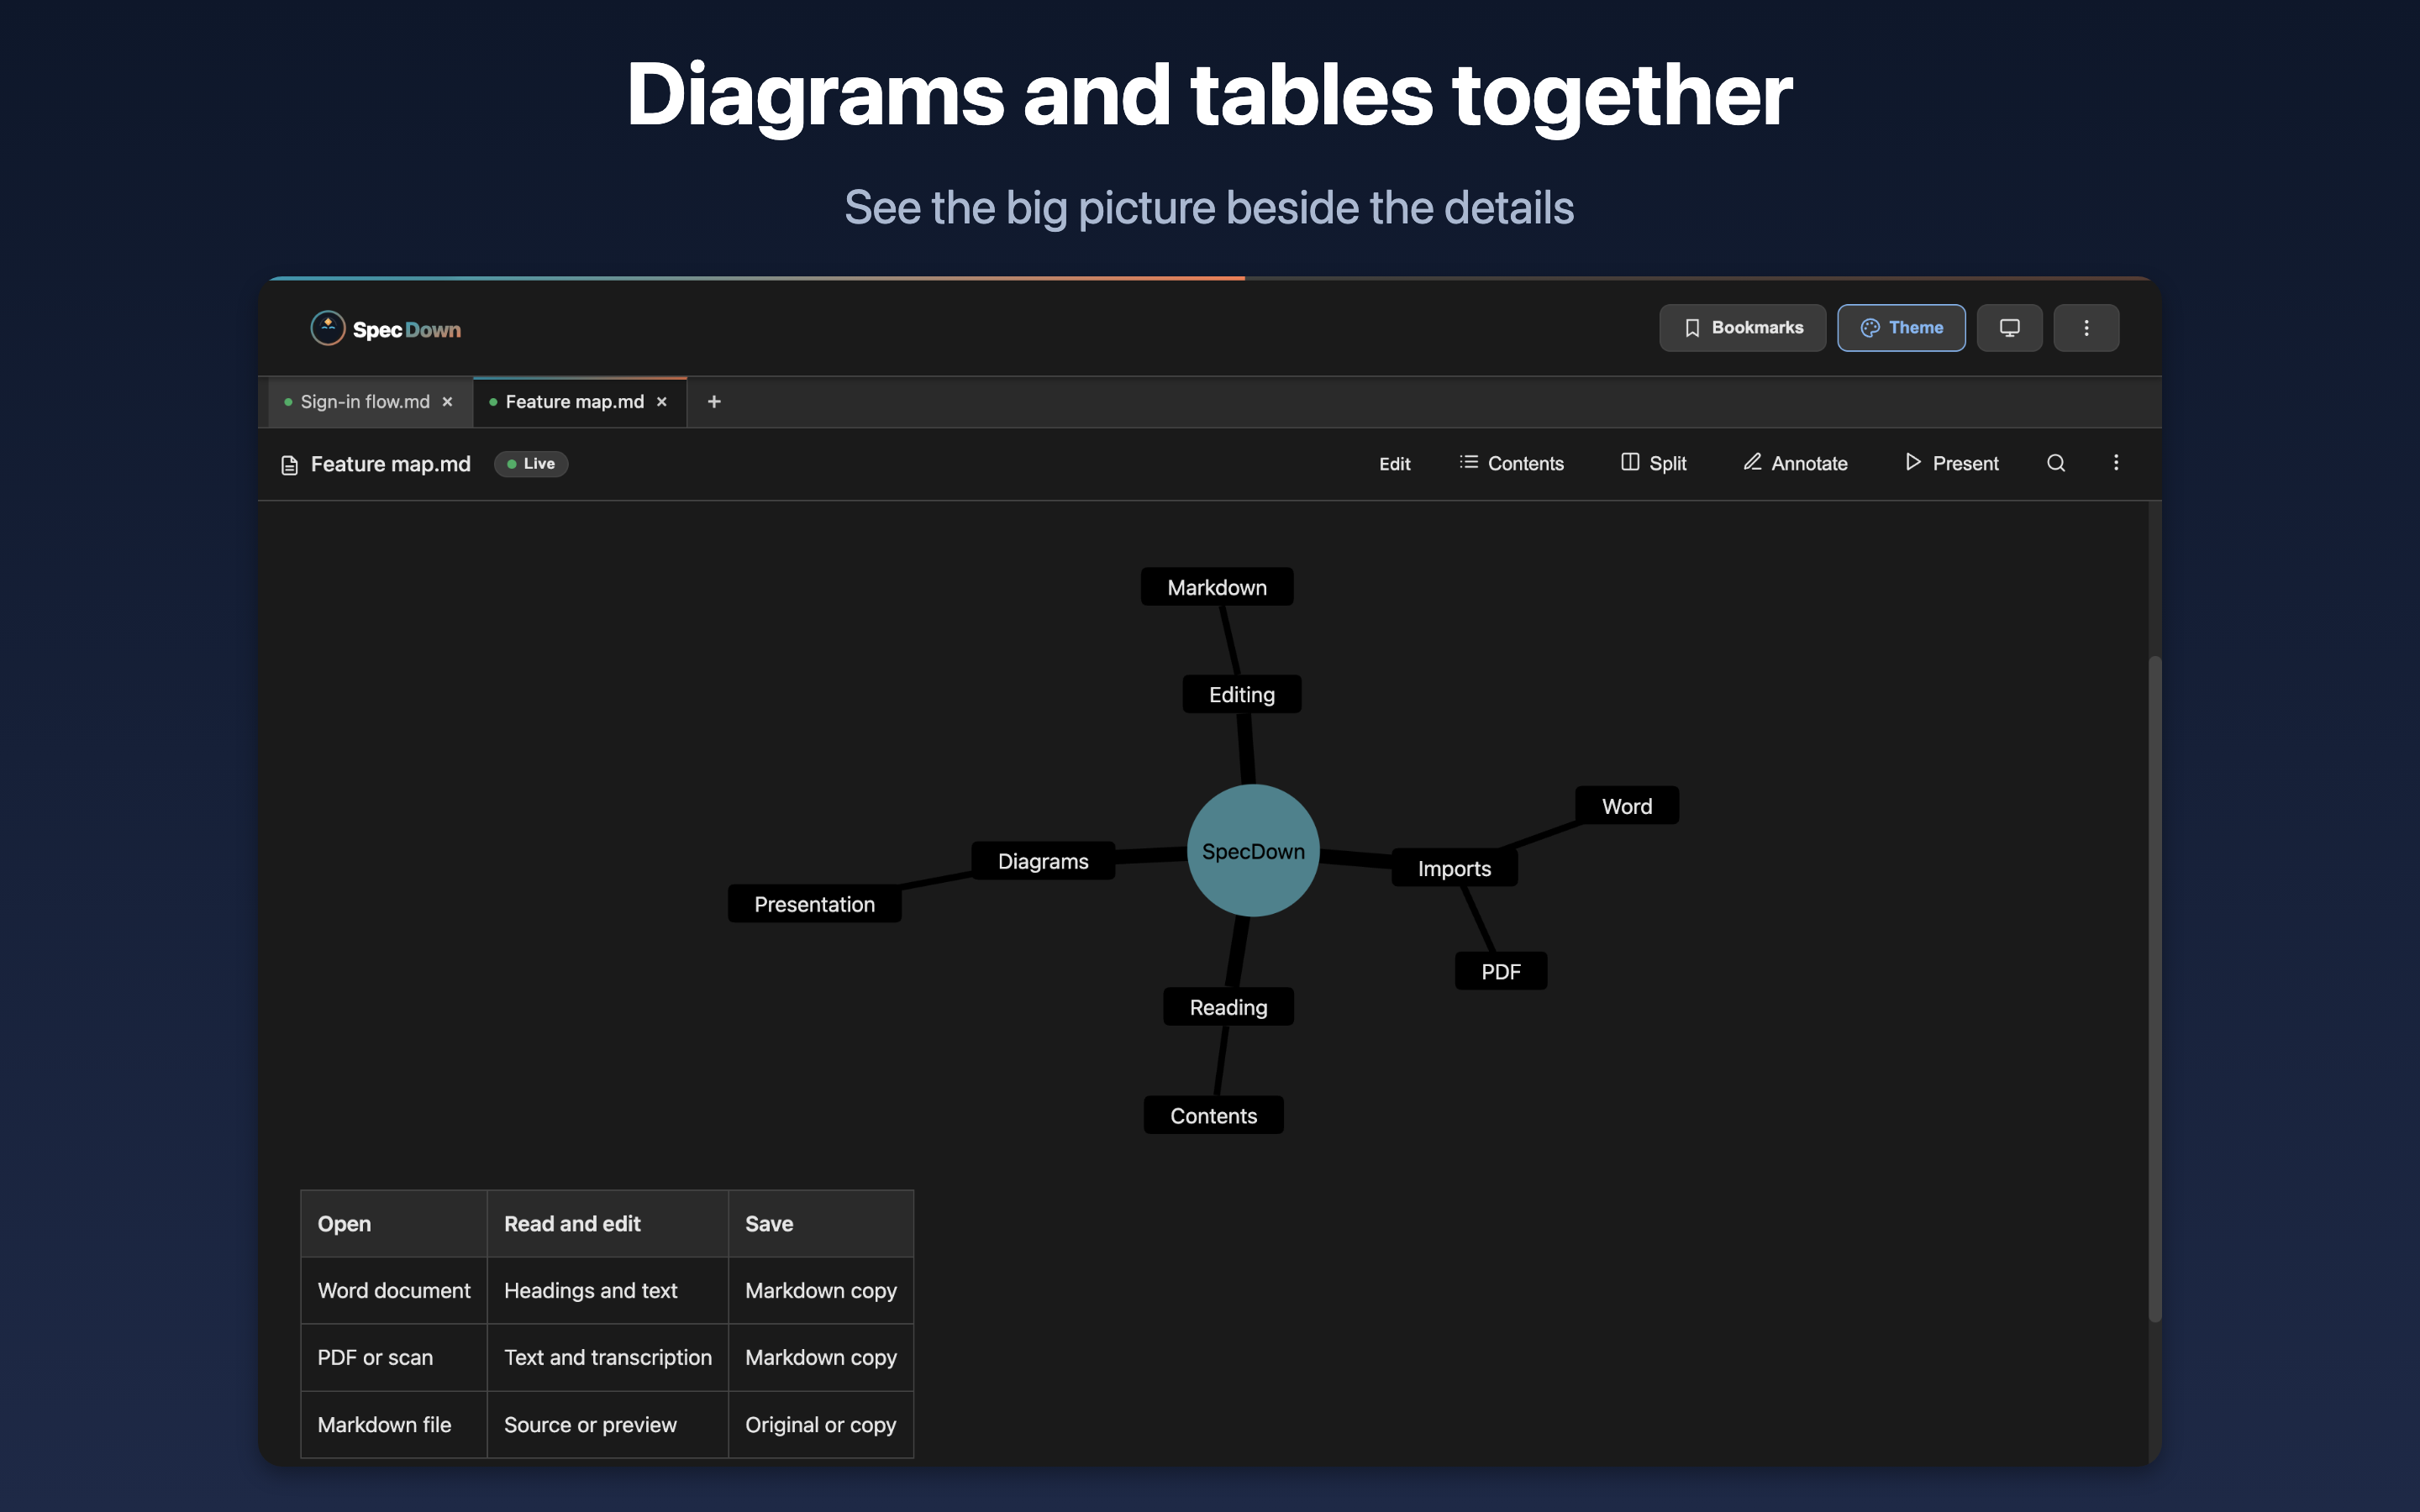 Diagrams and tables together
See the big picture beside the details
SpecDown
Bookmarks
Theme
Sign-in flow.md
Feature map.md
Feature map.md
Live
Edit
Contents
Split
Annotate
Present
Markdown
Editing
Word
SpecDown
Diagrams
Imports
Presentation
PDF
Reading
Contents
Open Read and edit Save
Word document Headings and text Markdown copy
PDF or scan Text and transcription Markdown copy
Markdown file Source or preview Original or copy